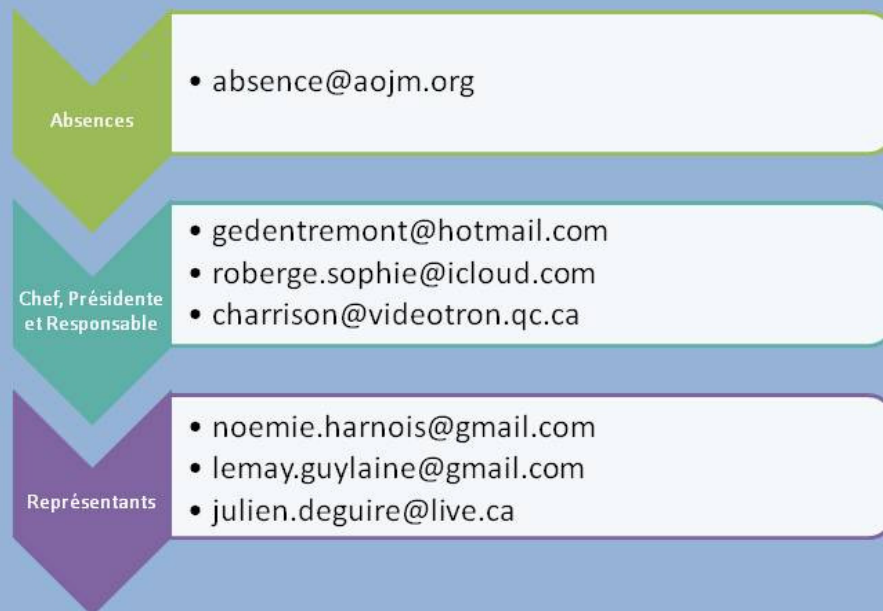 Absences
• absence@aojm.org
Chef, Présidente
et Responsable
• gedentremont@hotmail.com
• roberge.sophie@icloud.com
• charrison@videotron.qc.ca
Représentants
• noemie.harnois@gmail.com
• lemay.guylaine@gmail.com
• julien.deguire@live.ca